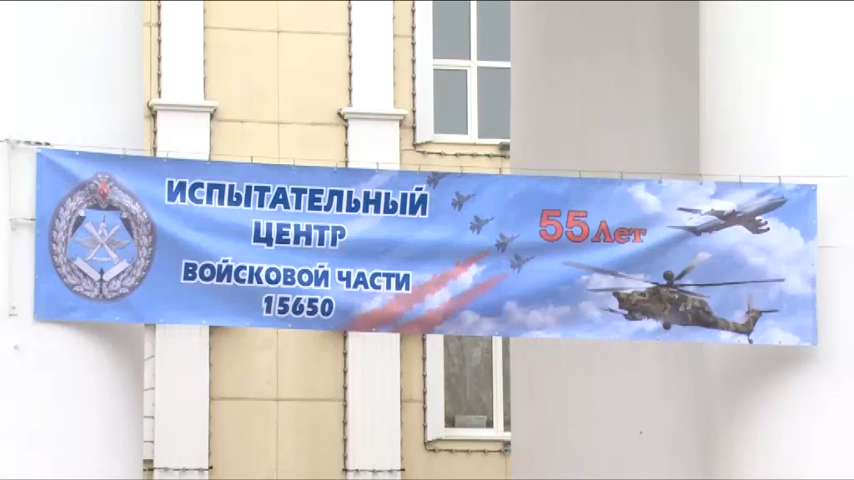 ИСПЫТАТЕЛЬНЫЙ
ЦЕНТР
ВОЙСКОВОЙ ЧАСТИ
15650
55 Лет